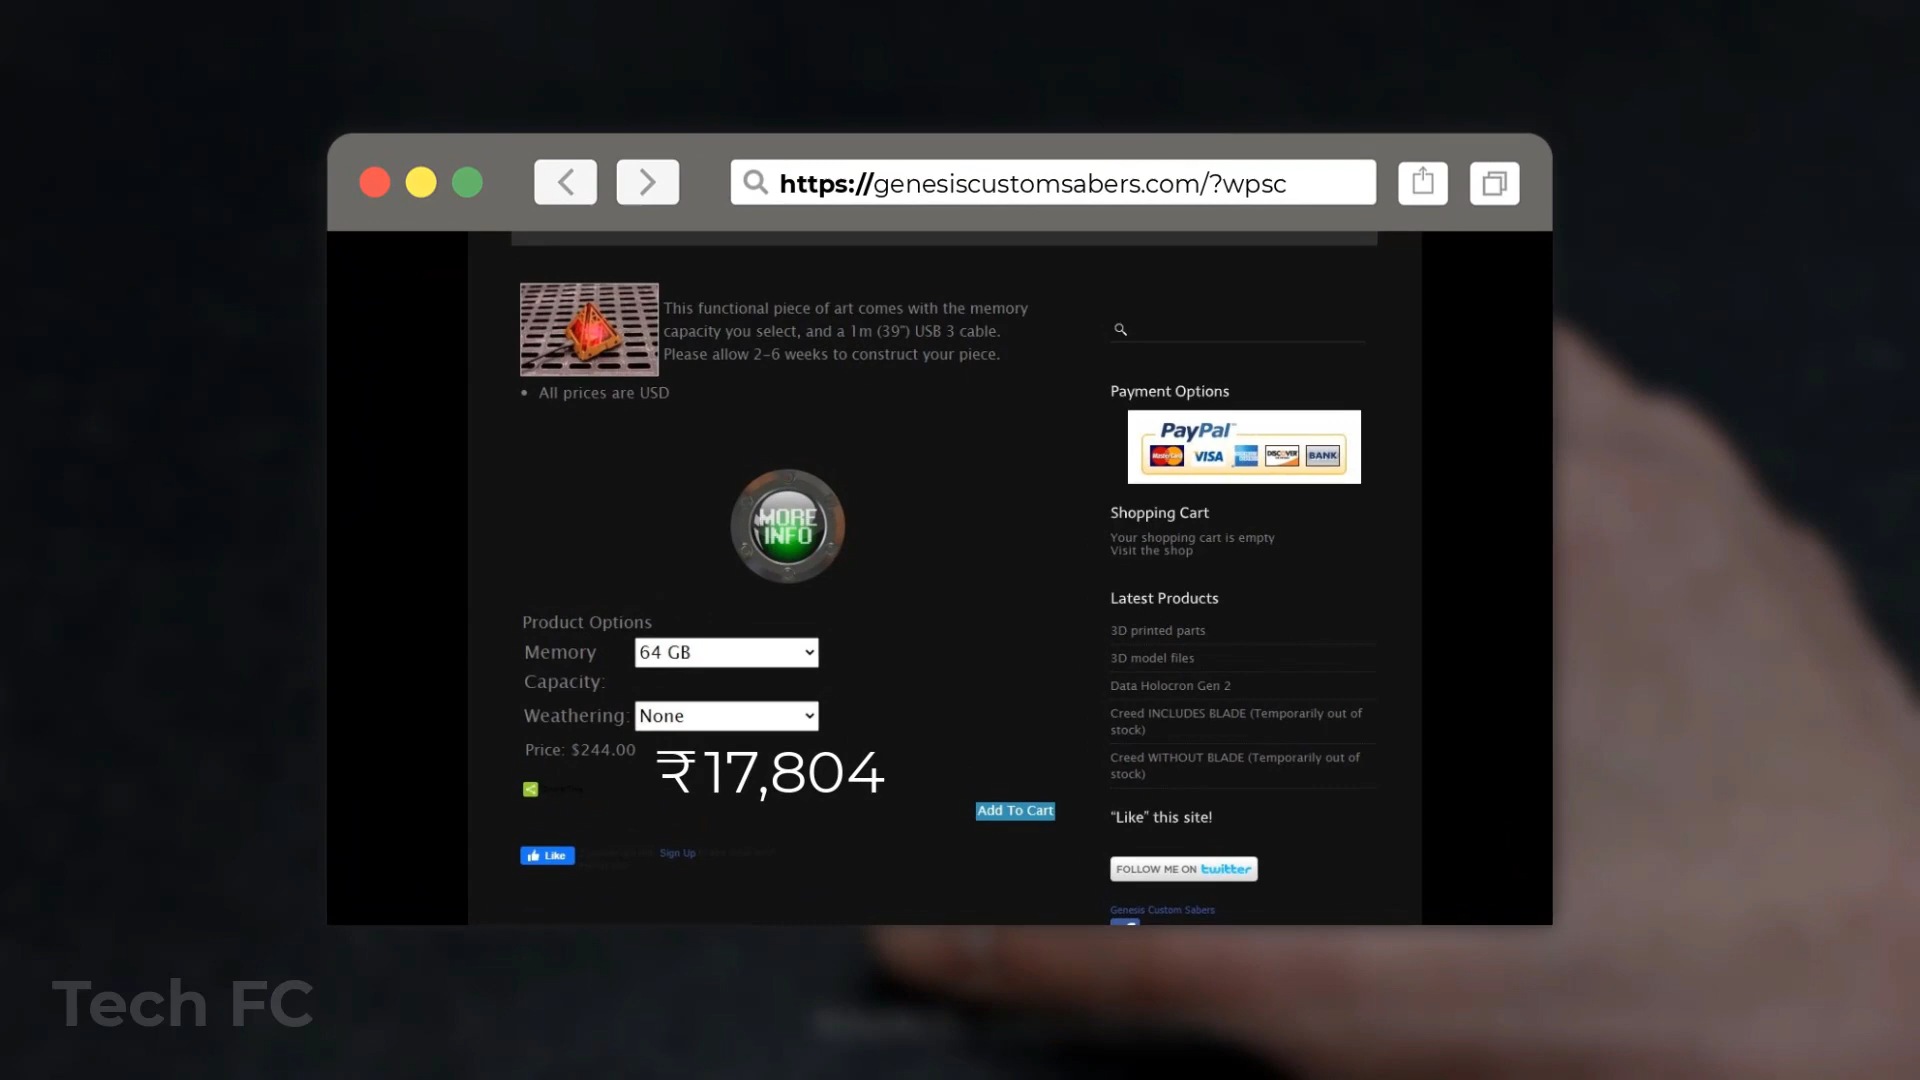 https://genesiscustomsabers.com/?wpsc
This functional piece of art comes with the memory
capacity you select, and a 1m (39") USB 3 cable.
Please allow 2-6 weeks to construct your piece.
• All prices are USD
MORE
INFO
Product Options
Memory
Capacity:
64 GB
Weathering:
None
Price: $244.00
₹17,804
Add To Cart
Like
Sign Up
Payment Options
PayPal
MasterCard VISA DISCOVER BANK
Shopping Cart
Your shopping cart is empty
Visit the shop
Latest Products
3D printed parts
3D model files
Data Holocron Gen 2
Creed INCLUDES BLADE (Temporarily out of
stock)
Creed WITHOUT BLADE (Temporarily out of
stock)
"Like" this site!
FOLLOW ME ON twitter
Genesis Custom Sabers
Tech FC